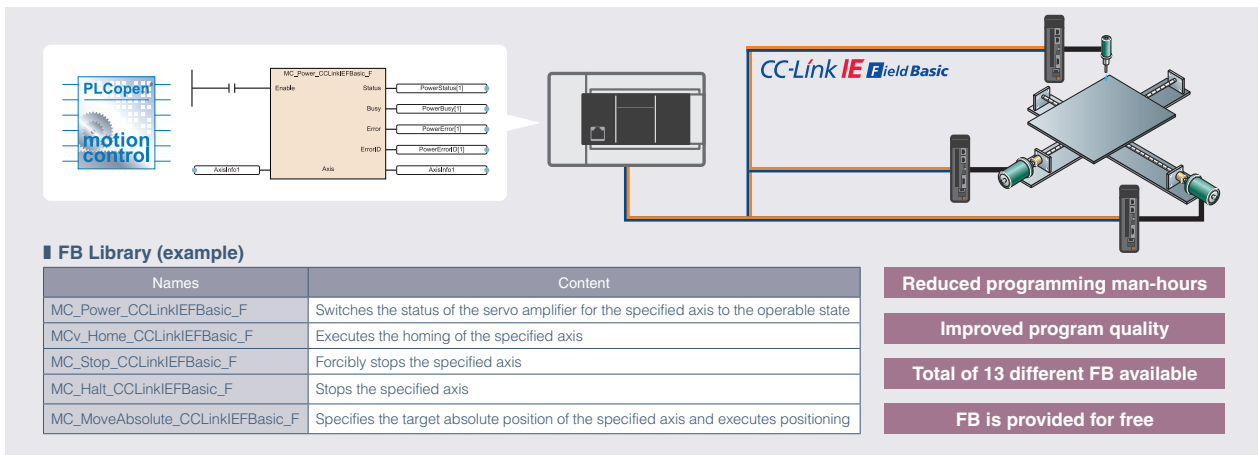 PLCopen
motion
control
MC_Power_CCLinkIEFBasic_F
Enable
Status
PowerStatus[1]
Busy
PowerBusy[1]
Error
PowerError[1]
ErrorID
PowerErrorID[1]
AxisInfo1
Axis
AxisInfo1
CC-Link IE Field Basic
FB Library (example)
Names
Content
MC_Power_CCLinkIEFBasic_F
Switches the status of the servo amplifier for the specified axis to the operable state
MCv_Home_CCLinkIEFBasic_F
Executes the homing of the specified axis
MC_Stop_CCLinkIEFBasic_F
Forcibly stops the specified axis
MC_Halt_CCLinkIEFBasic_F
Stops the specified axis
MC_MoveAbsolute_CCLinkIEFBasic_F
Specifies the target absolute position of the specified axis and executes positioning
Reduced programming man-hours
Improved program quality
Total of 13 different FB available
FB is provided for free